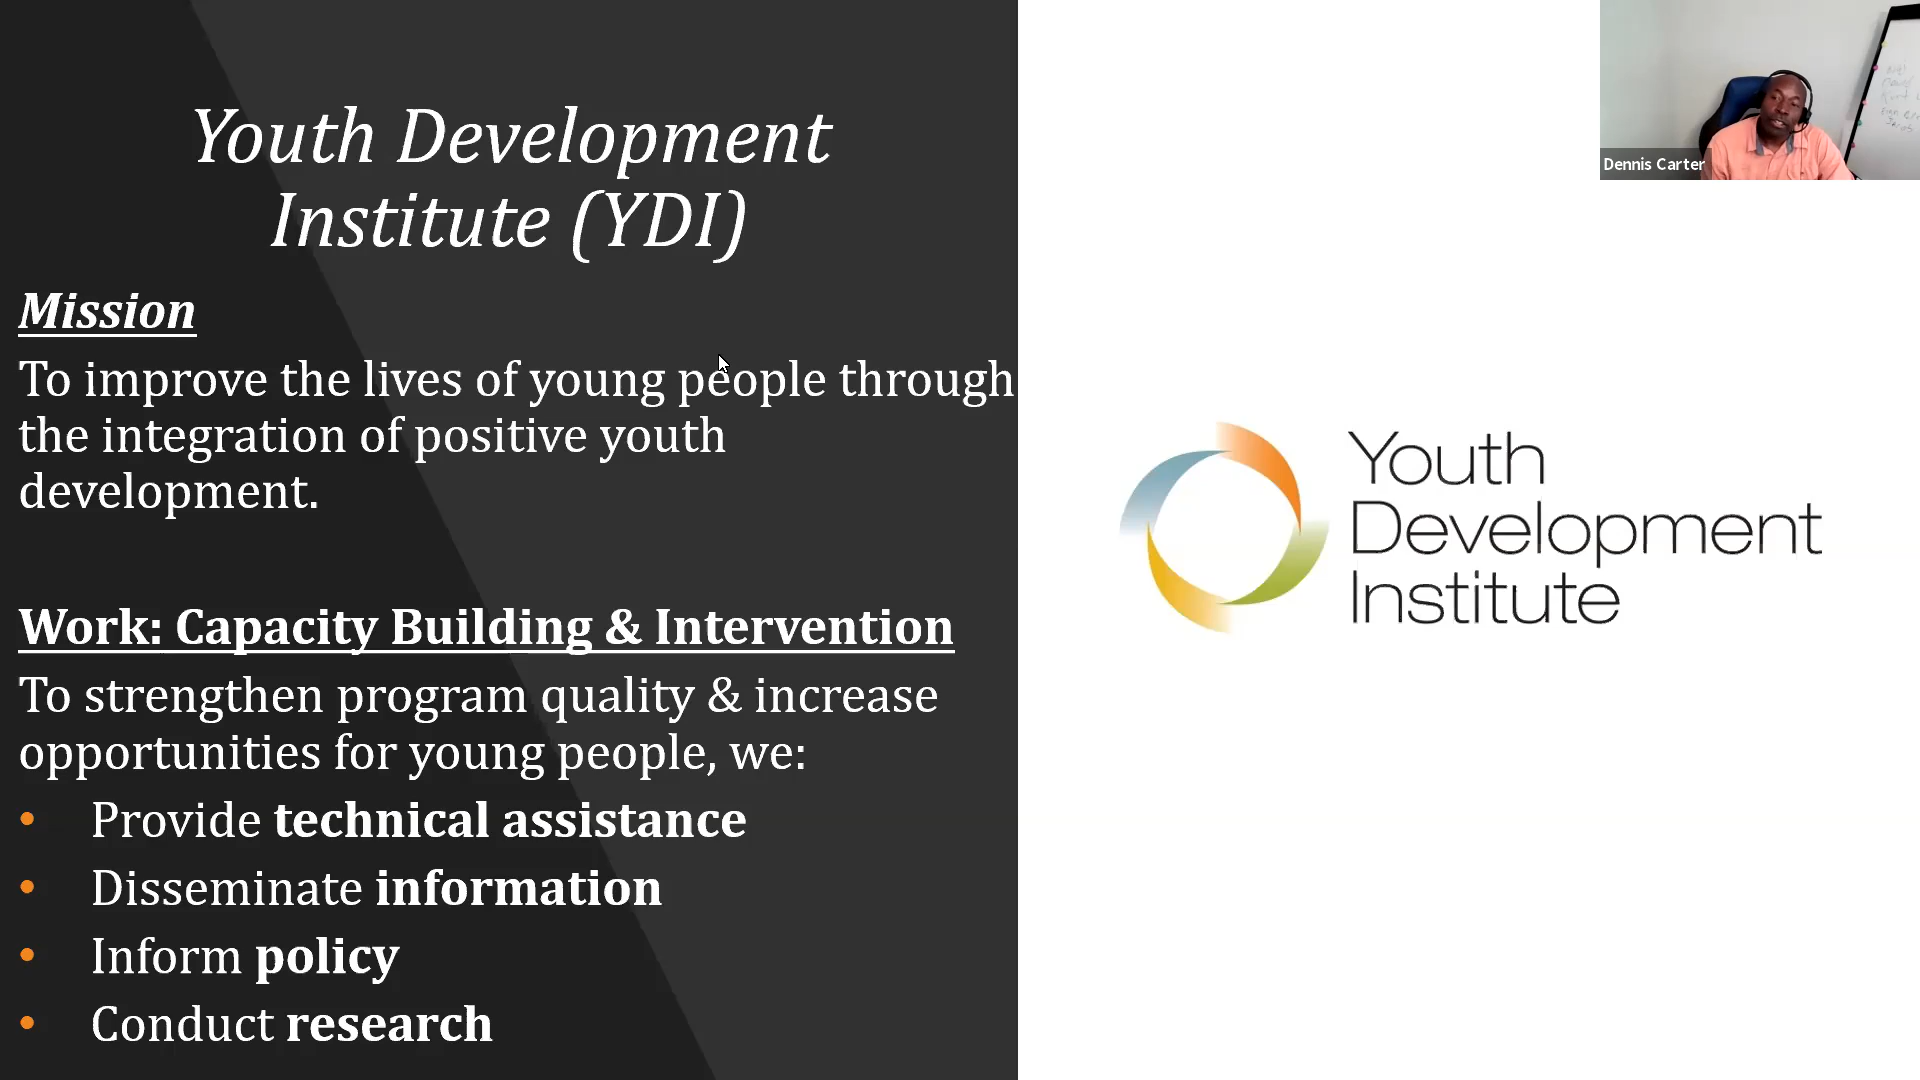 Youth Development
Institute (YDI)
Mission
To improve the lives of young people through
the integration of positive youth
development.
Work: Capacity Building & Intervention
To strengthen program quality & increase
opportunities for young people, we:
• Provide technical assistance
• Disseminate information
• Inform policy
• Conduct research
Youth
Development
Institute
Dennis Carter